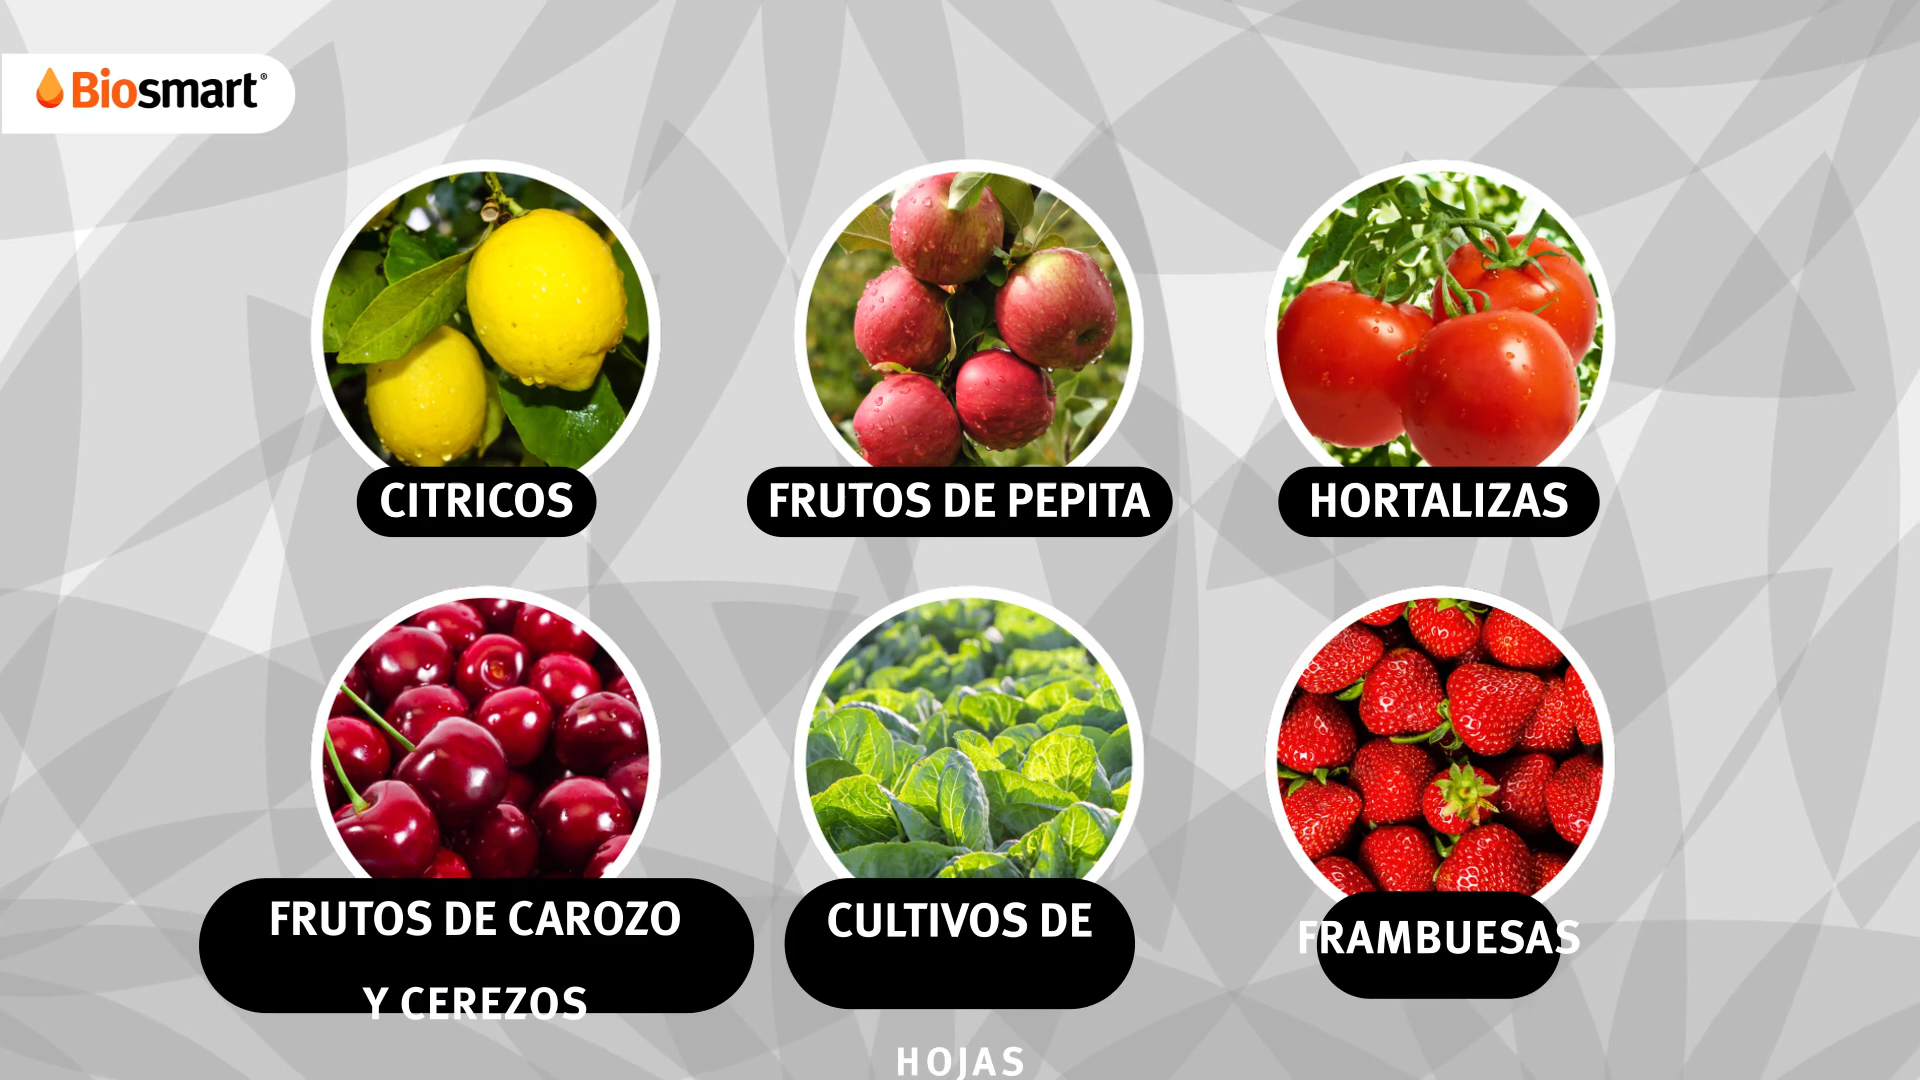 Biosmart®
CITRICOS
FRUTOS DE PEPITA
HORTALIZAS
FRUTOS DE CAROZO
Y CEREZOS
CULTIVOS DE
HOJAS
FRAMBUESAS